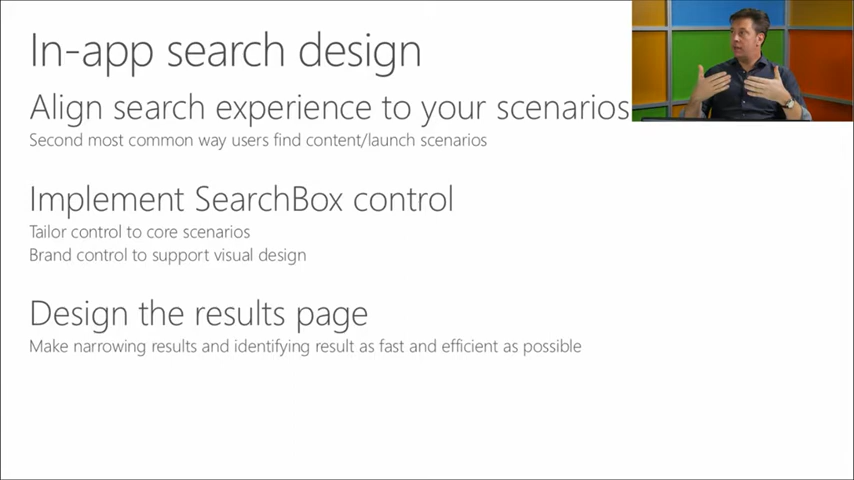 In-app search design
Align search experience to your scenarios
Second most common way users find content/launch scenarios
Implement SearchBox control
Tailor control to core scenarios
Brand control to support visual design
Design the results page
Make narrowing results and identifying result as fast and efficient as possible